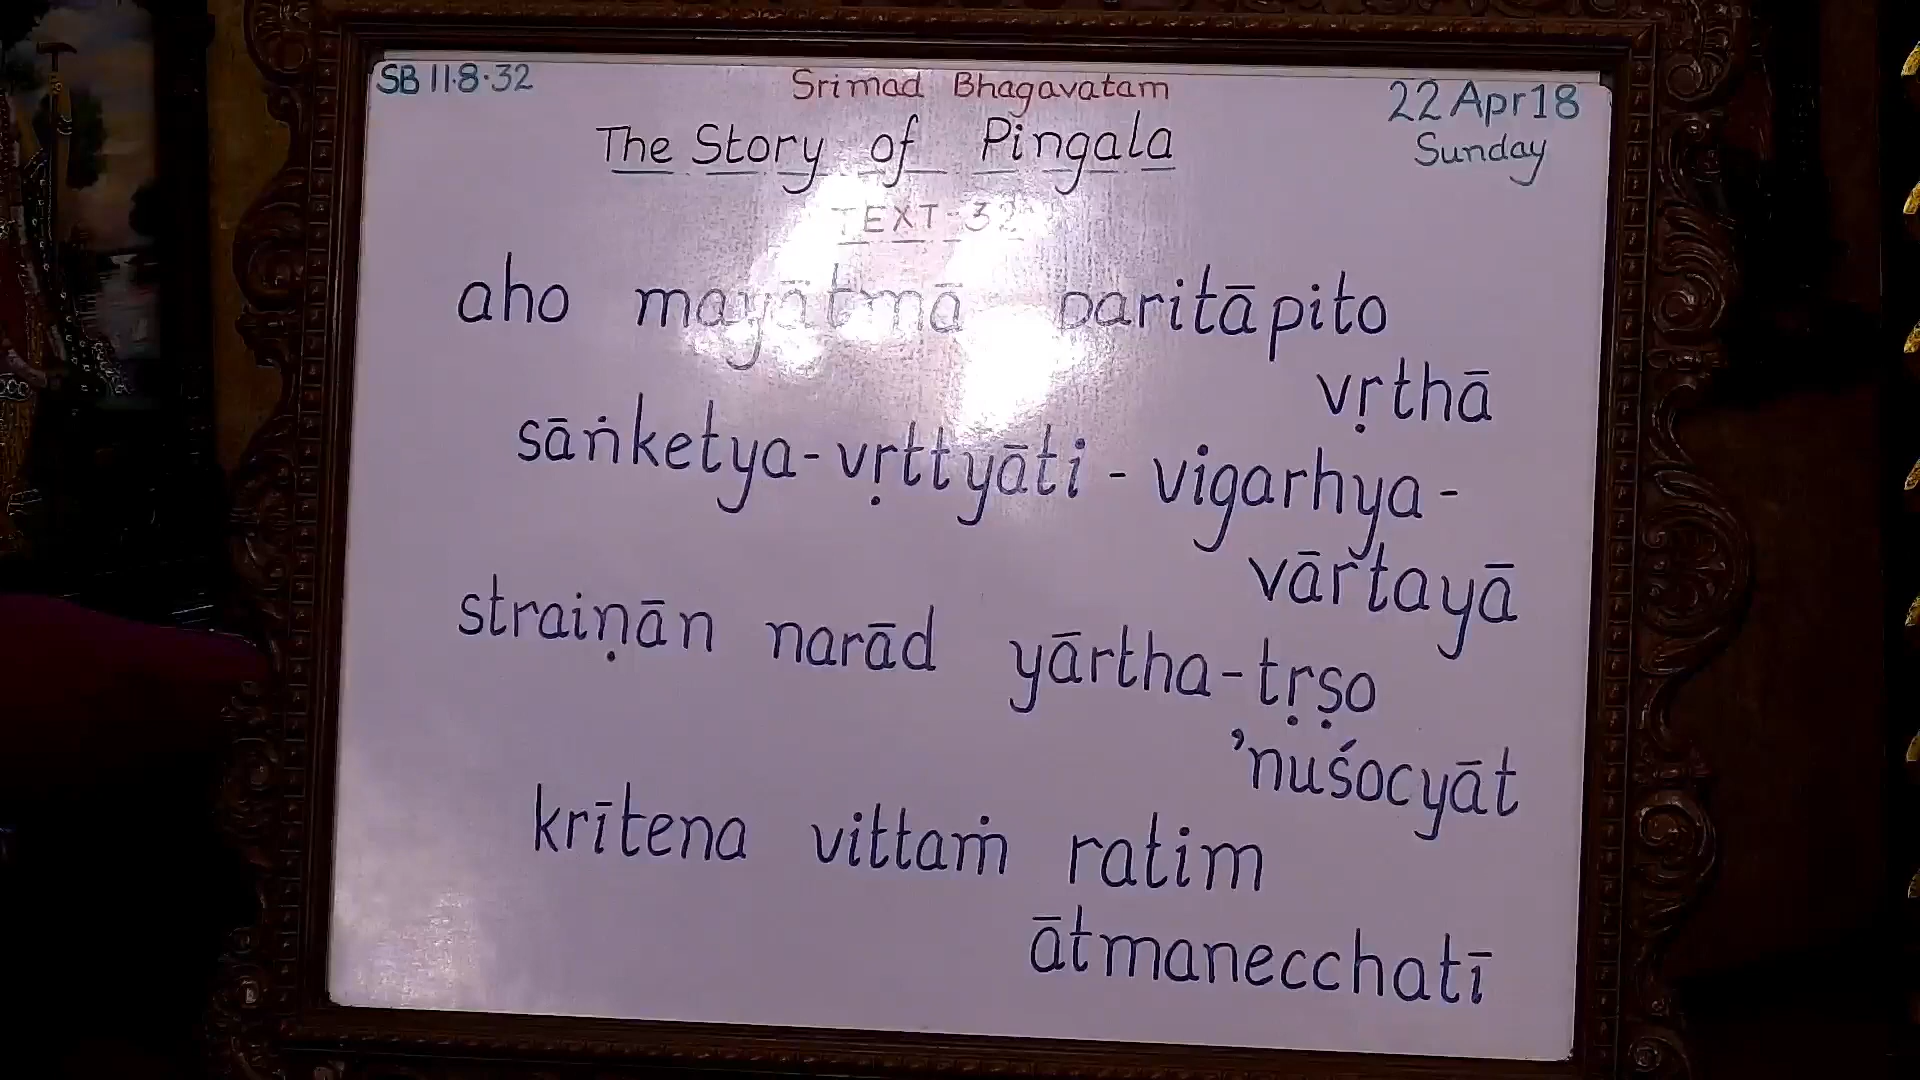 SB 11.8.32
Srimad Bhagavatam
22 Apr 18
Sunday
The Story of Pingala
TEXT-32
aho mayātmā paritāpito
vṛthā
sāṅketya-vṛttyāti-vigarhya-
vārtayā
straiṇān narād yārtha-tṛṣo
'nuśocyāt
krītena vittaṁ ratim
ātmanecchatī